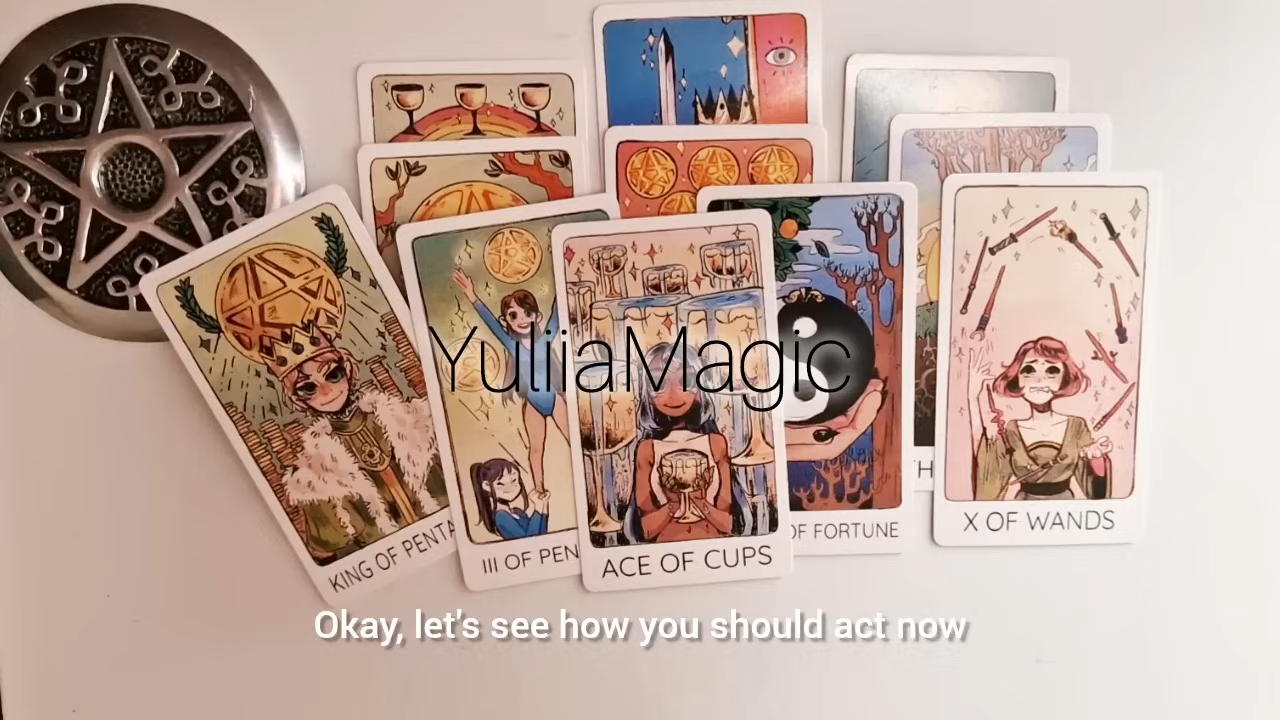 YuliiaMagic
KING OF PENTA
III OF PEN
ACE OF CUPS
OF FORTUNE
TH
X OF WANDS
Okay, let's see how you should act now